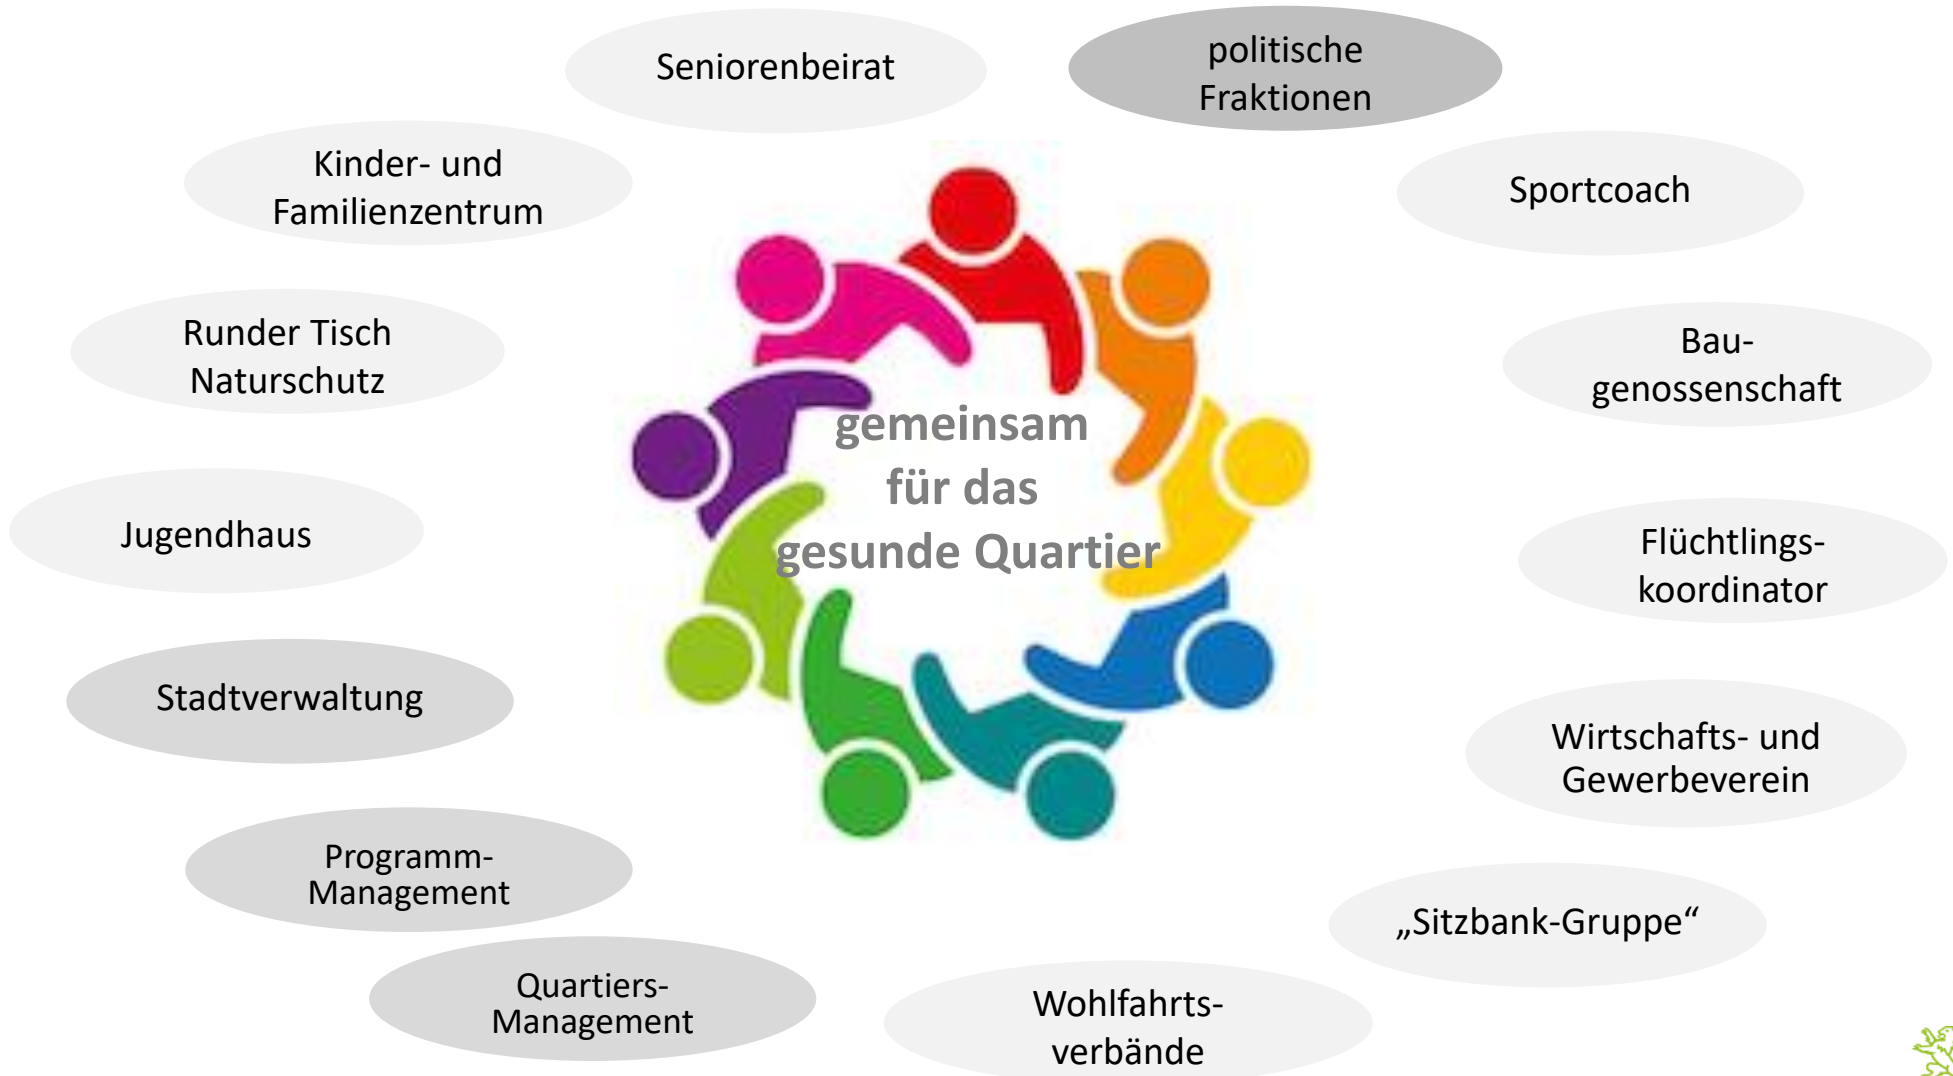 Seniorenbeirat
politische
Fraktionen
Kinder- und
Familienzentrum
Sportcoach
Runder Tisch
Naturschutz
Bau-
genossenschaft
gemeinsam
für das
gesunde Quartier
Jugendhaus
Flüchtlings-
koordinator
Stadtverwaltung
Wirtschafts- und
Gewerbeverein
Programm-
Management
„Sitzbank-Gruppe“
Quartiers-
Management
Wohlfahrts-
verbände